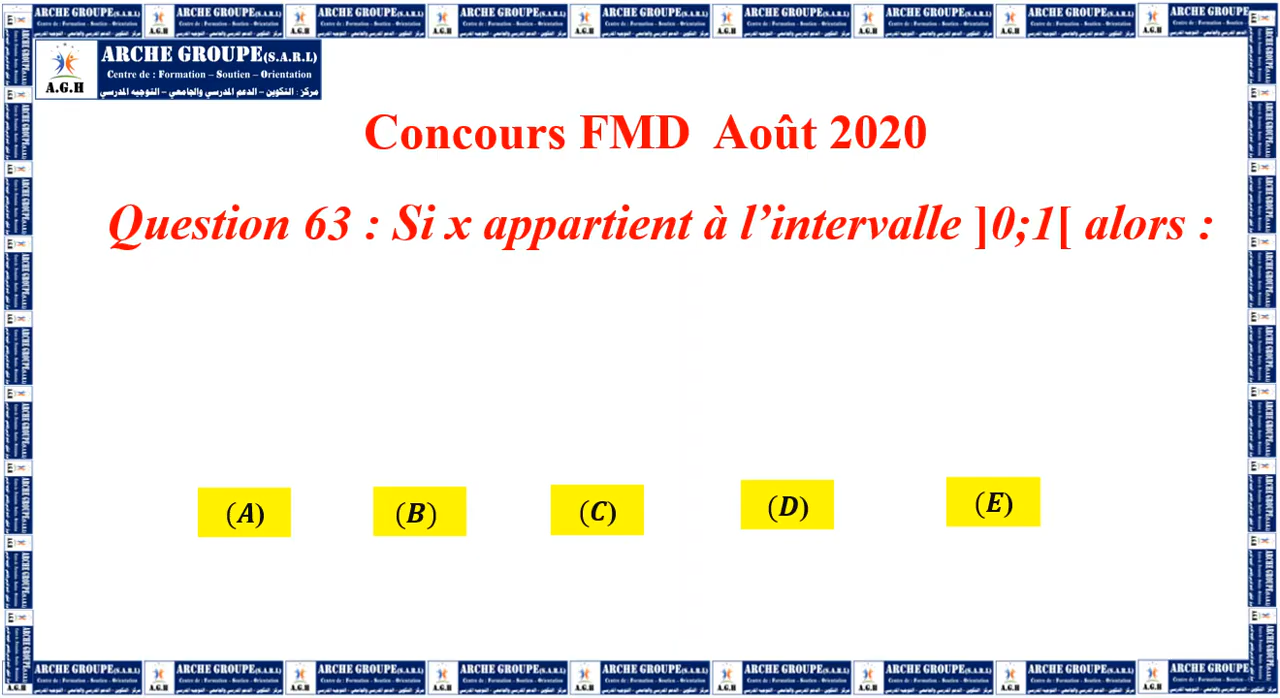 ARCHE GROUPE(S.A.R.L)
Centre de : Formation – Soutien – Orientation
مركز : التكوين – الدعم المدرسي والجامعي – التوجيه المدرسي
A.G.H
Concours FMD Août 2020
Question 63 : Si x appartient à l’intervalle ]0;1[ alors :
(A) (B) (C) (D) (E)